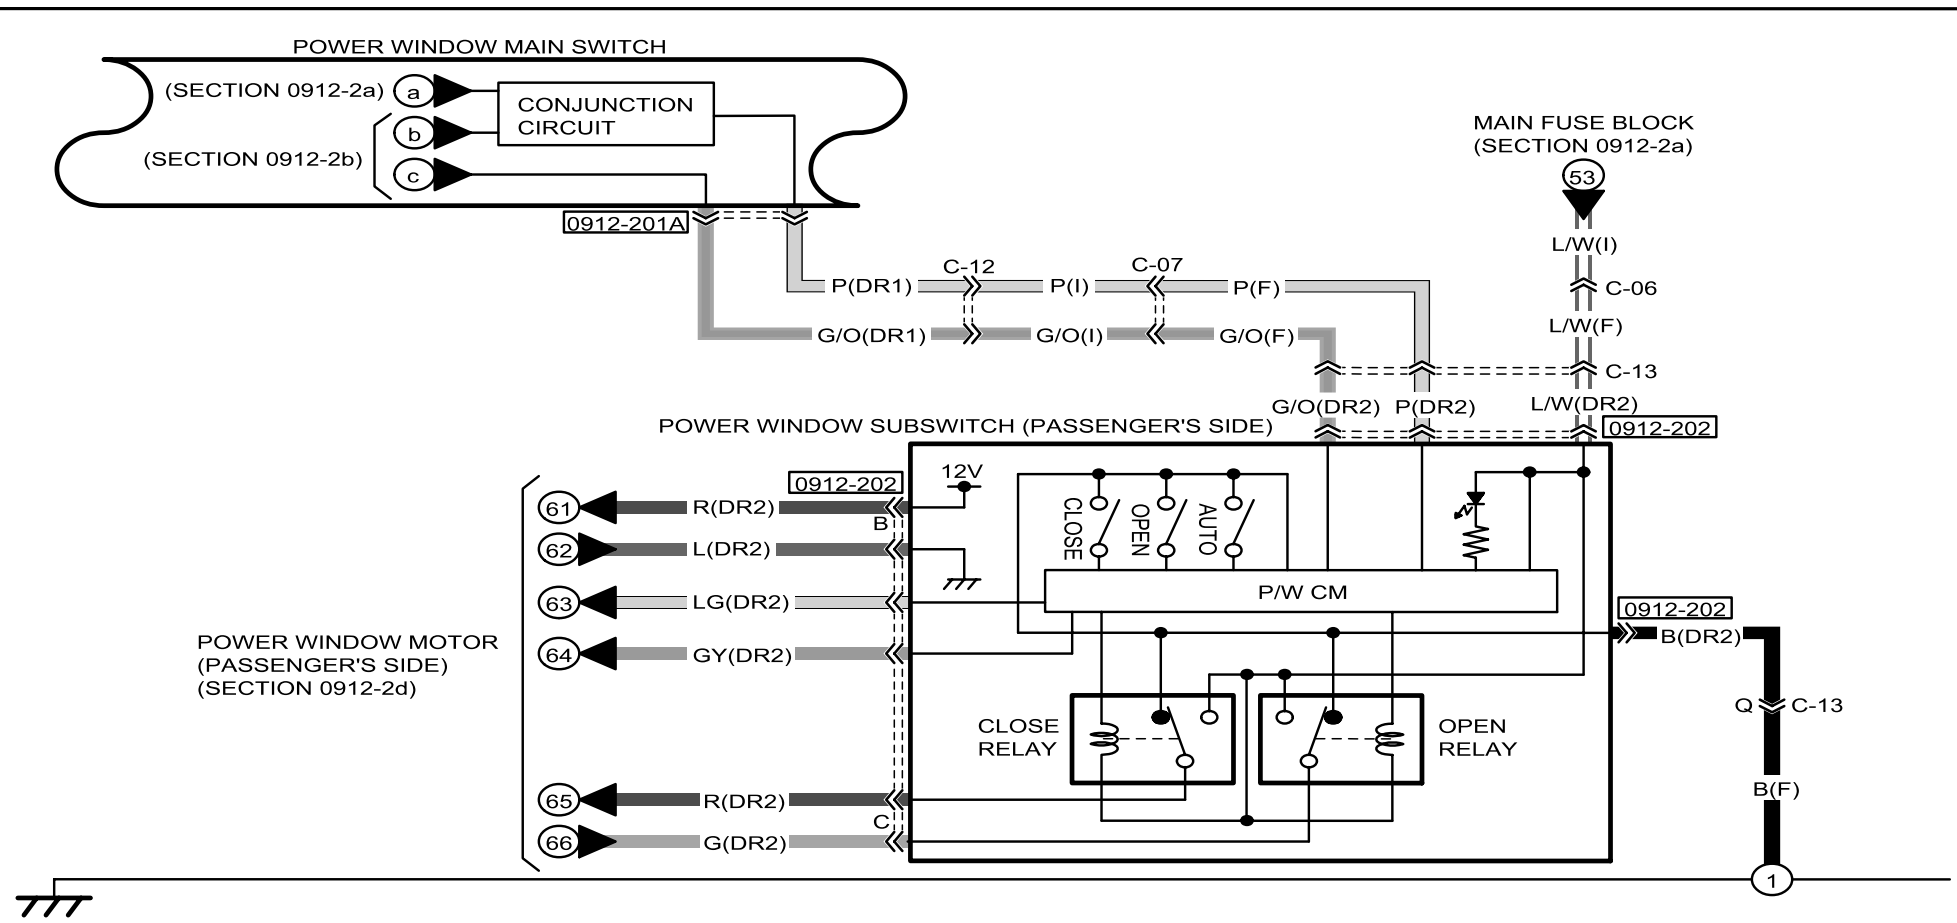 POWER WINDOW MAIN SWITCH
(SECTION 0912-2a)
a
CONJUNCTION
CIRCUIT
b
(SECTION 0912-2b)
c
0912-201A
MAIN FUSE BLOCK
(SECTION 0912-2a)
53
L/W(I)
C-06
L/W(F)
C-13
C-12
C-07
P(DR1)
P(I)
P(F)
G/O(DR1)
G/O(I)
G/O(F)
G/O(DR2)
P(DR2)
L/W(DR2)
POWER WINDOW SUBSWITCH (PASSENGER'S SIDE)
0912-202
0912-202
12V
61
R(DR2)
B
62
L(DR2)
63
LG(DR2)
64
GY(DR2)
CLOSE
OPEN
AUTO
P/W CM
0912-202
B(DR2)
POWER WINDOW MOTOR
(PASSENGER'S SIDE)
(SECTION 0912-2d)
CLOSE
RELAY
OPEN
RELAY
Q
C-13
65
R(DR2)
C
66
G(DR2)
B(F)
1